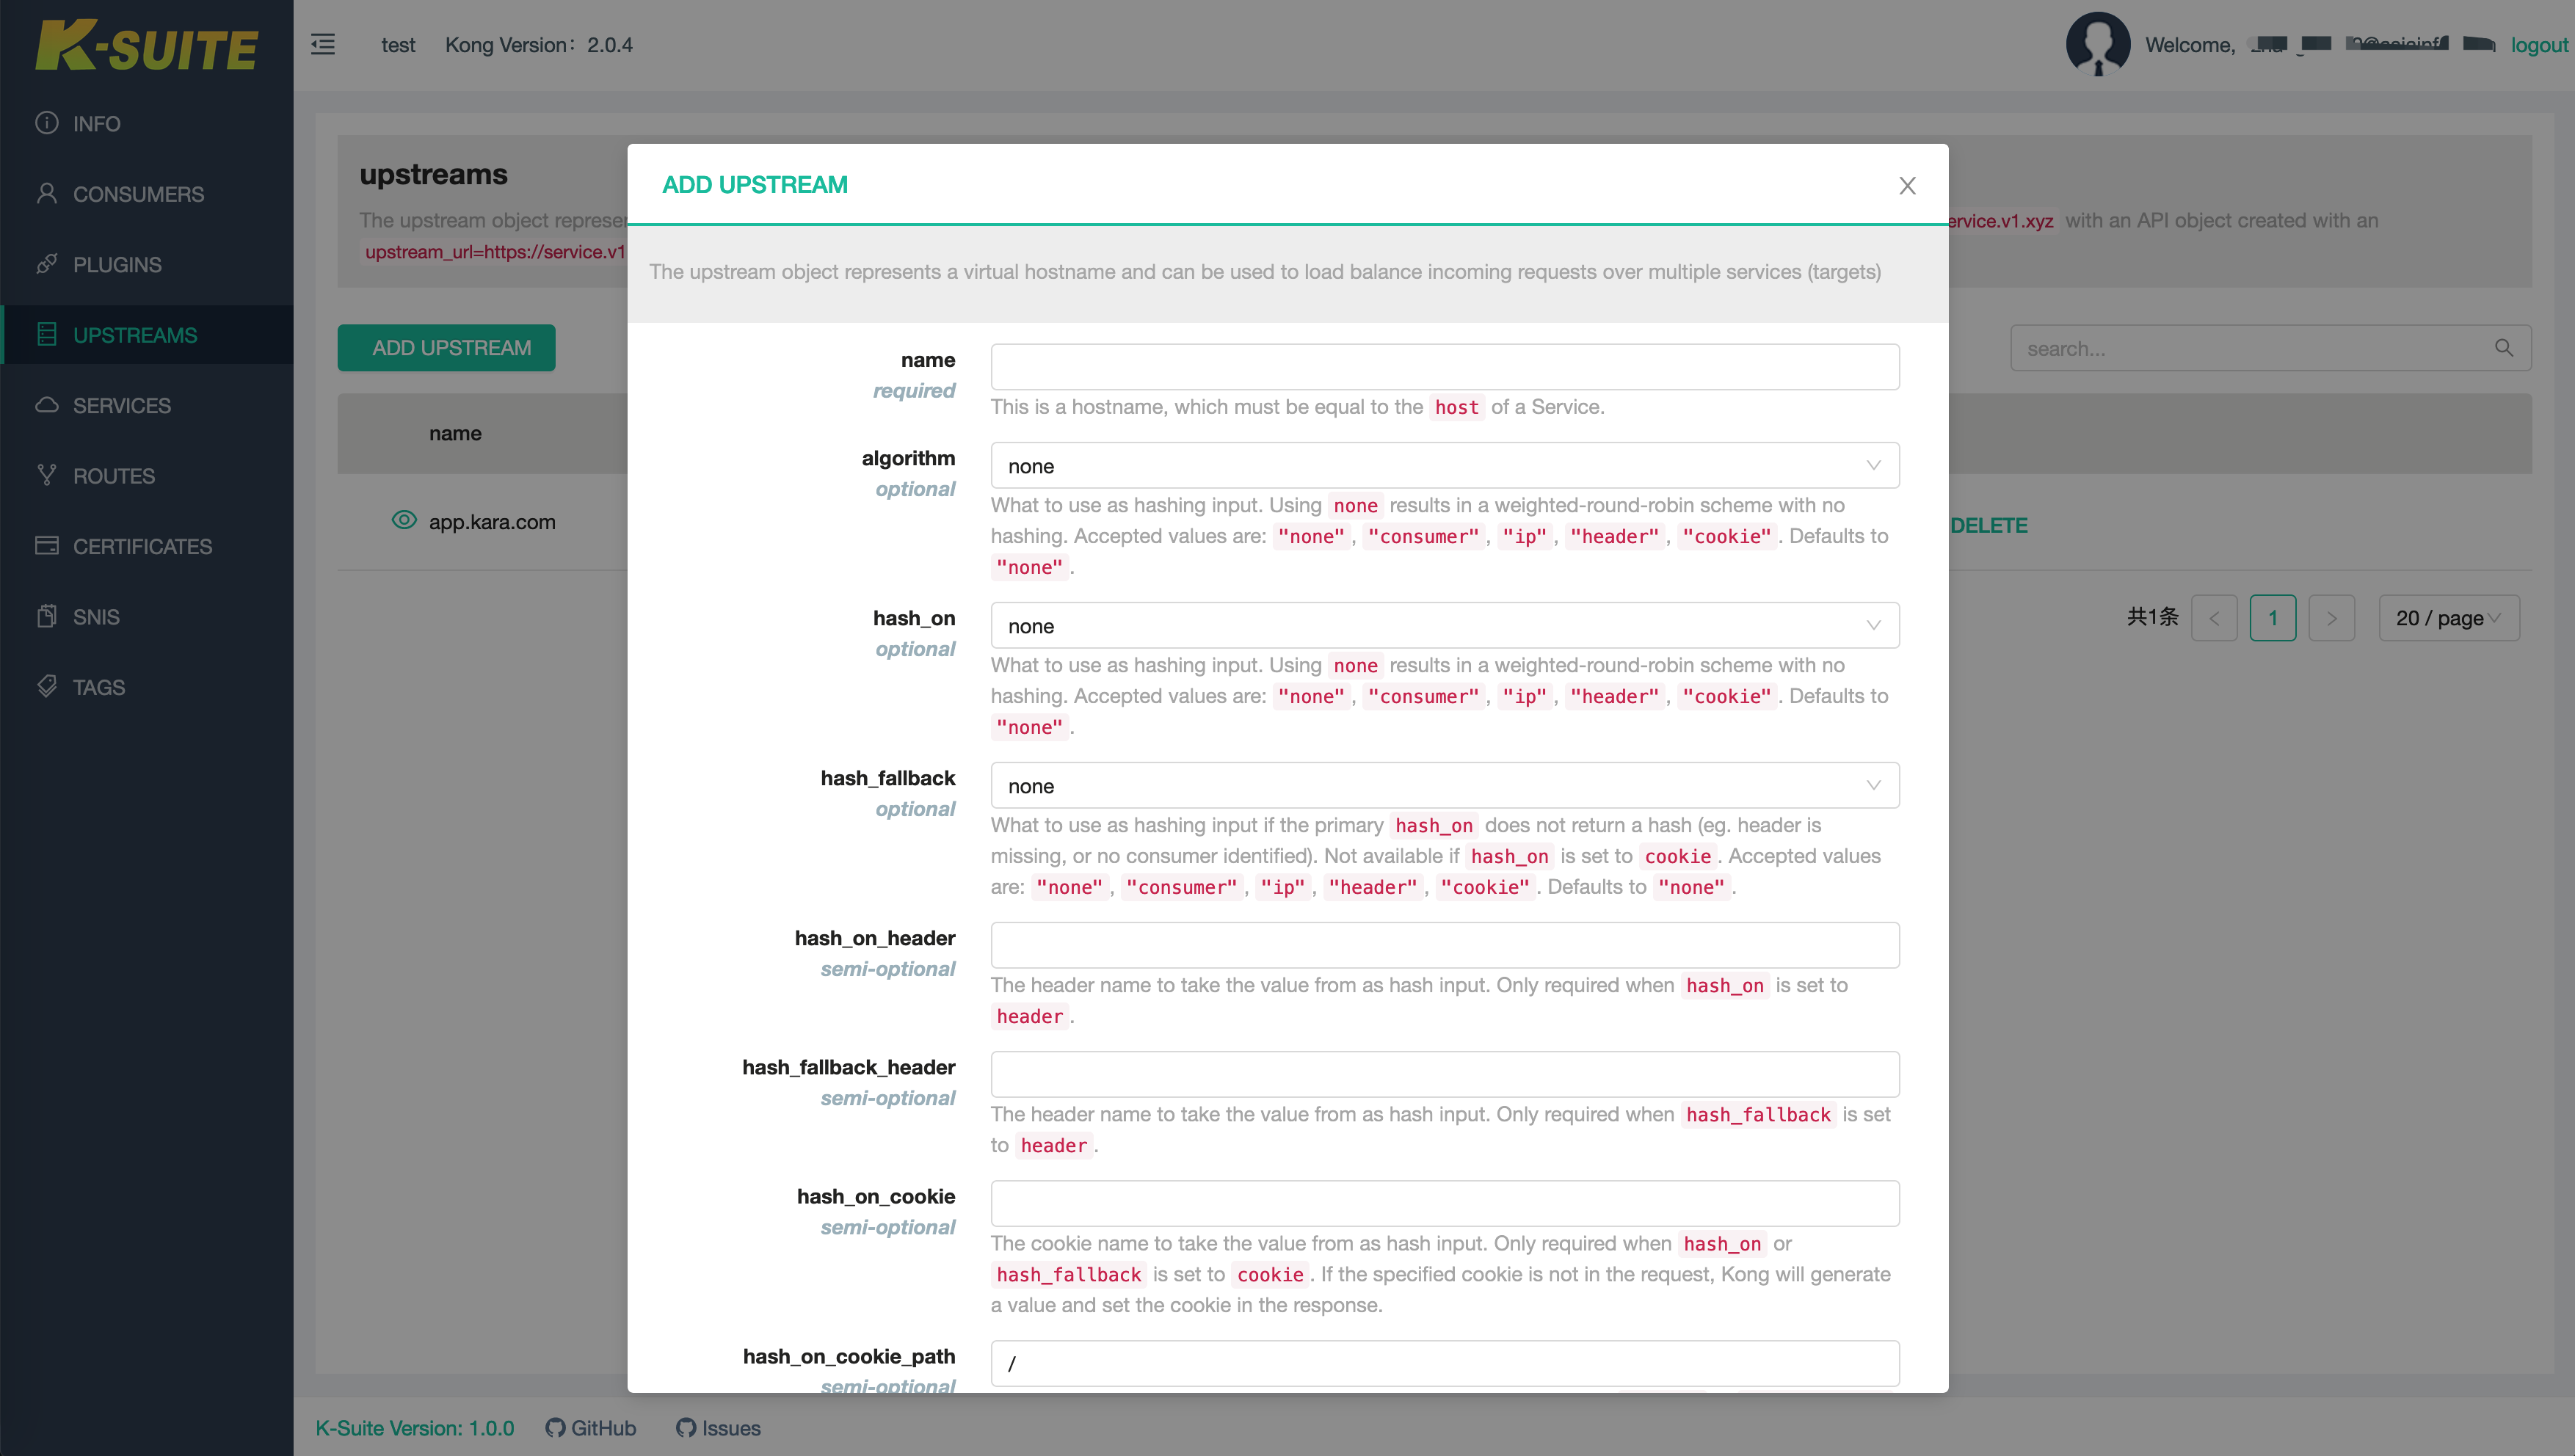 K-SUITE
test Kong Version：2.0.4
Welcome,
logout
INFO
CONSUMERS
PLUGINS
UPSTREAMS
SERVICES
ROUTES
CERTIFICATES
SNIS
TAGS
upstreams
The upstream object
ervice.v1.xyz with an API object created with an
upstream_url=https://service.v1
ADD UPSTREAM
search...
name
app.kara.com
DELETE
共1条 < 1 > 20 / page
ADD UPSTREAM
The upstream object represents a virtual hostname and can be used to load balance incoming requests over multiple services (targets)
name
required
This is a hostname, which must be equal to the host of a Service.
algorithm
optional
none
What to use as hashing input. Using none results in a weighted-round-robin scheme with no
hashing. Accepted values are: "none", "consumer", "ip", "header", "cookie". Defaults to
"none".
hash_on
optional
none
What to use as hashing input. Using none results in a weighted-round-robin scheme with no
hashing. Accepted values are: "none", "consumer", "ip", "header", "cookie". Defaults to
"none".
hash_fallback
optional
none
What to use as hashing input if the primary hash_on does not return a hash (eg. header is
missing, or no consumer identified). Not available if hash_on is set to cookie. Accepted values
are: "none", "consumer", "ip", "header", "cookie". Defaults to "none".
hash_on_header
semi-optional
The header name to take the value from as hash input. Only required when hash_on is set to
header.
hash_fallback_header
semi-optional
The header name to take the value from as hash input. Only required when hash_fallback is set
to header.
hash_on_cookie
semi-optional
The cookie name to take the value from as hash input. Only required when hash_on or
hash_fallback is set to cookie. If the specified cookie is not in the request, Kong will generate
a value and set the cookie in the response.
hash_on_cookie_path
semi-optional
/
K-Suite Version: 1.0.0 GitHub Issues